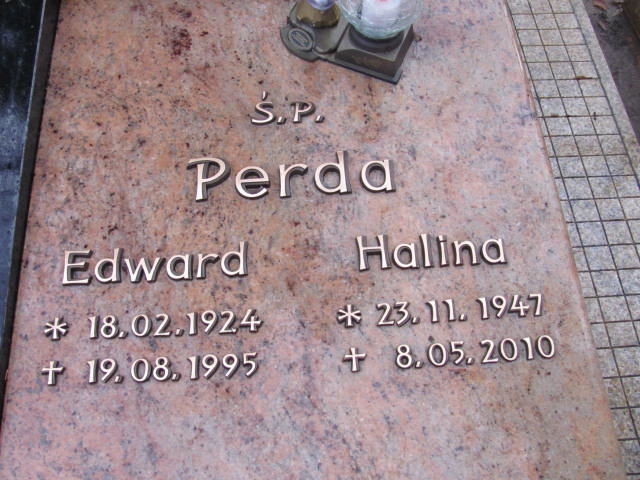 Ś.P.
Perda
Edward
* 18.02.1924
† 19.08.1995
Halina
* 23.11.1947
† 8.05.2010